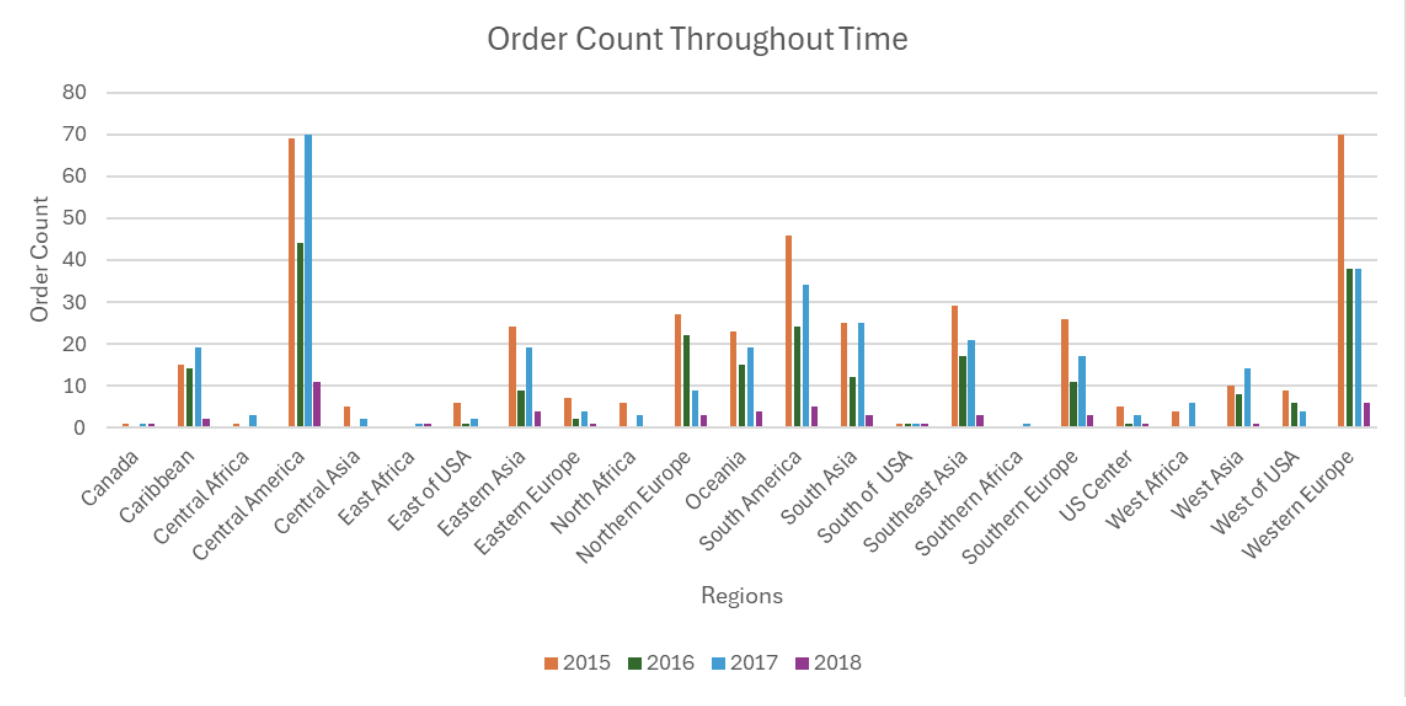 Order Count Throughout Time
80
70
60
50
40
30
20
10
0
Order Count
Canada
Caribbean
Central Africa
Central America
Central Asia
East Africa
East of USA
Eastern Asia
Eastern Europe
North Africa
Northern Europe
Oceania
South America
South Asia
South of  USA
Southeast Asia
Southern Africa
Southern Europe
US Center
West Africa
West Asia
West of USA
Western Europe
Regions
2015 2016 2017 2018